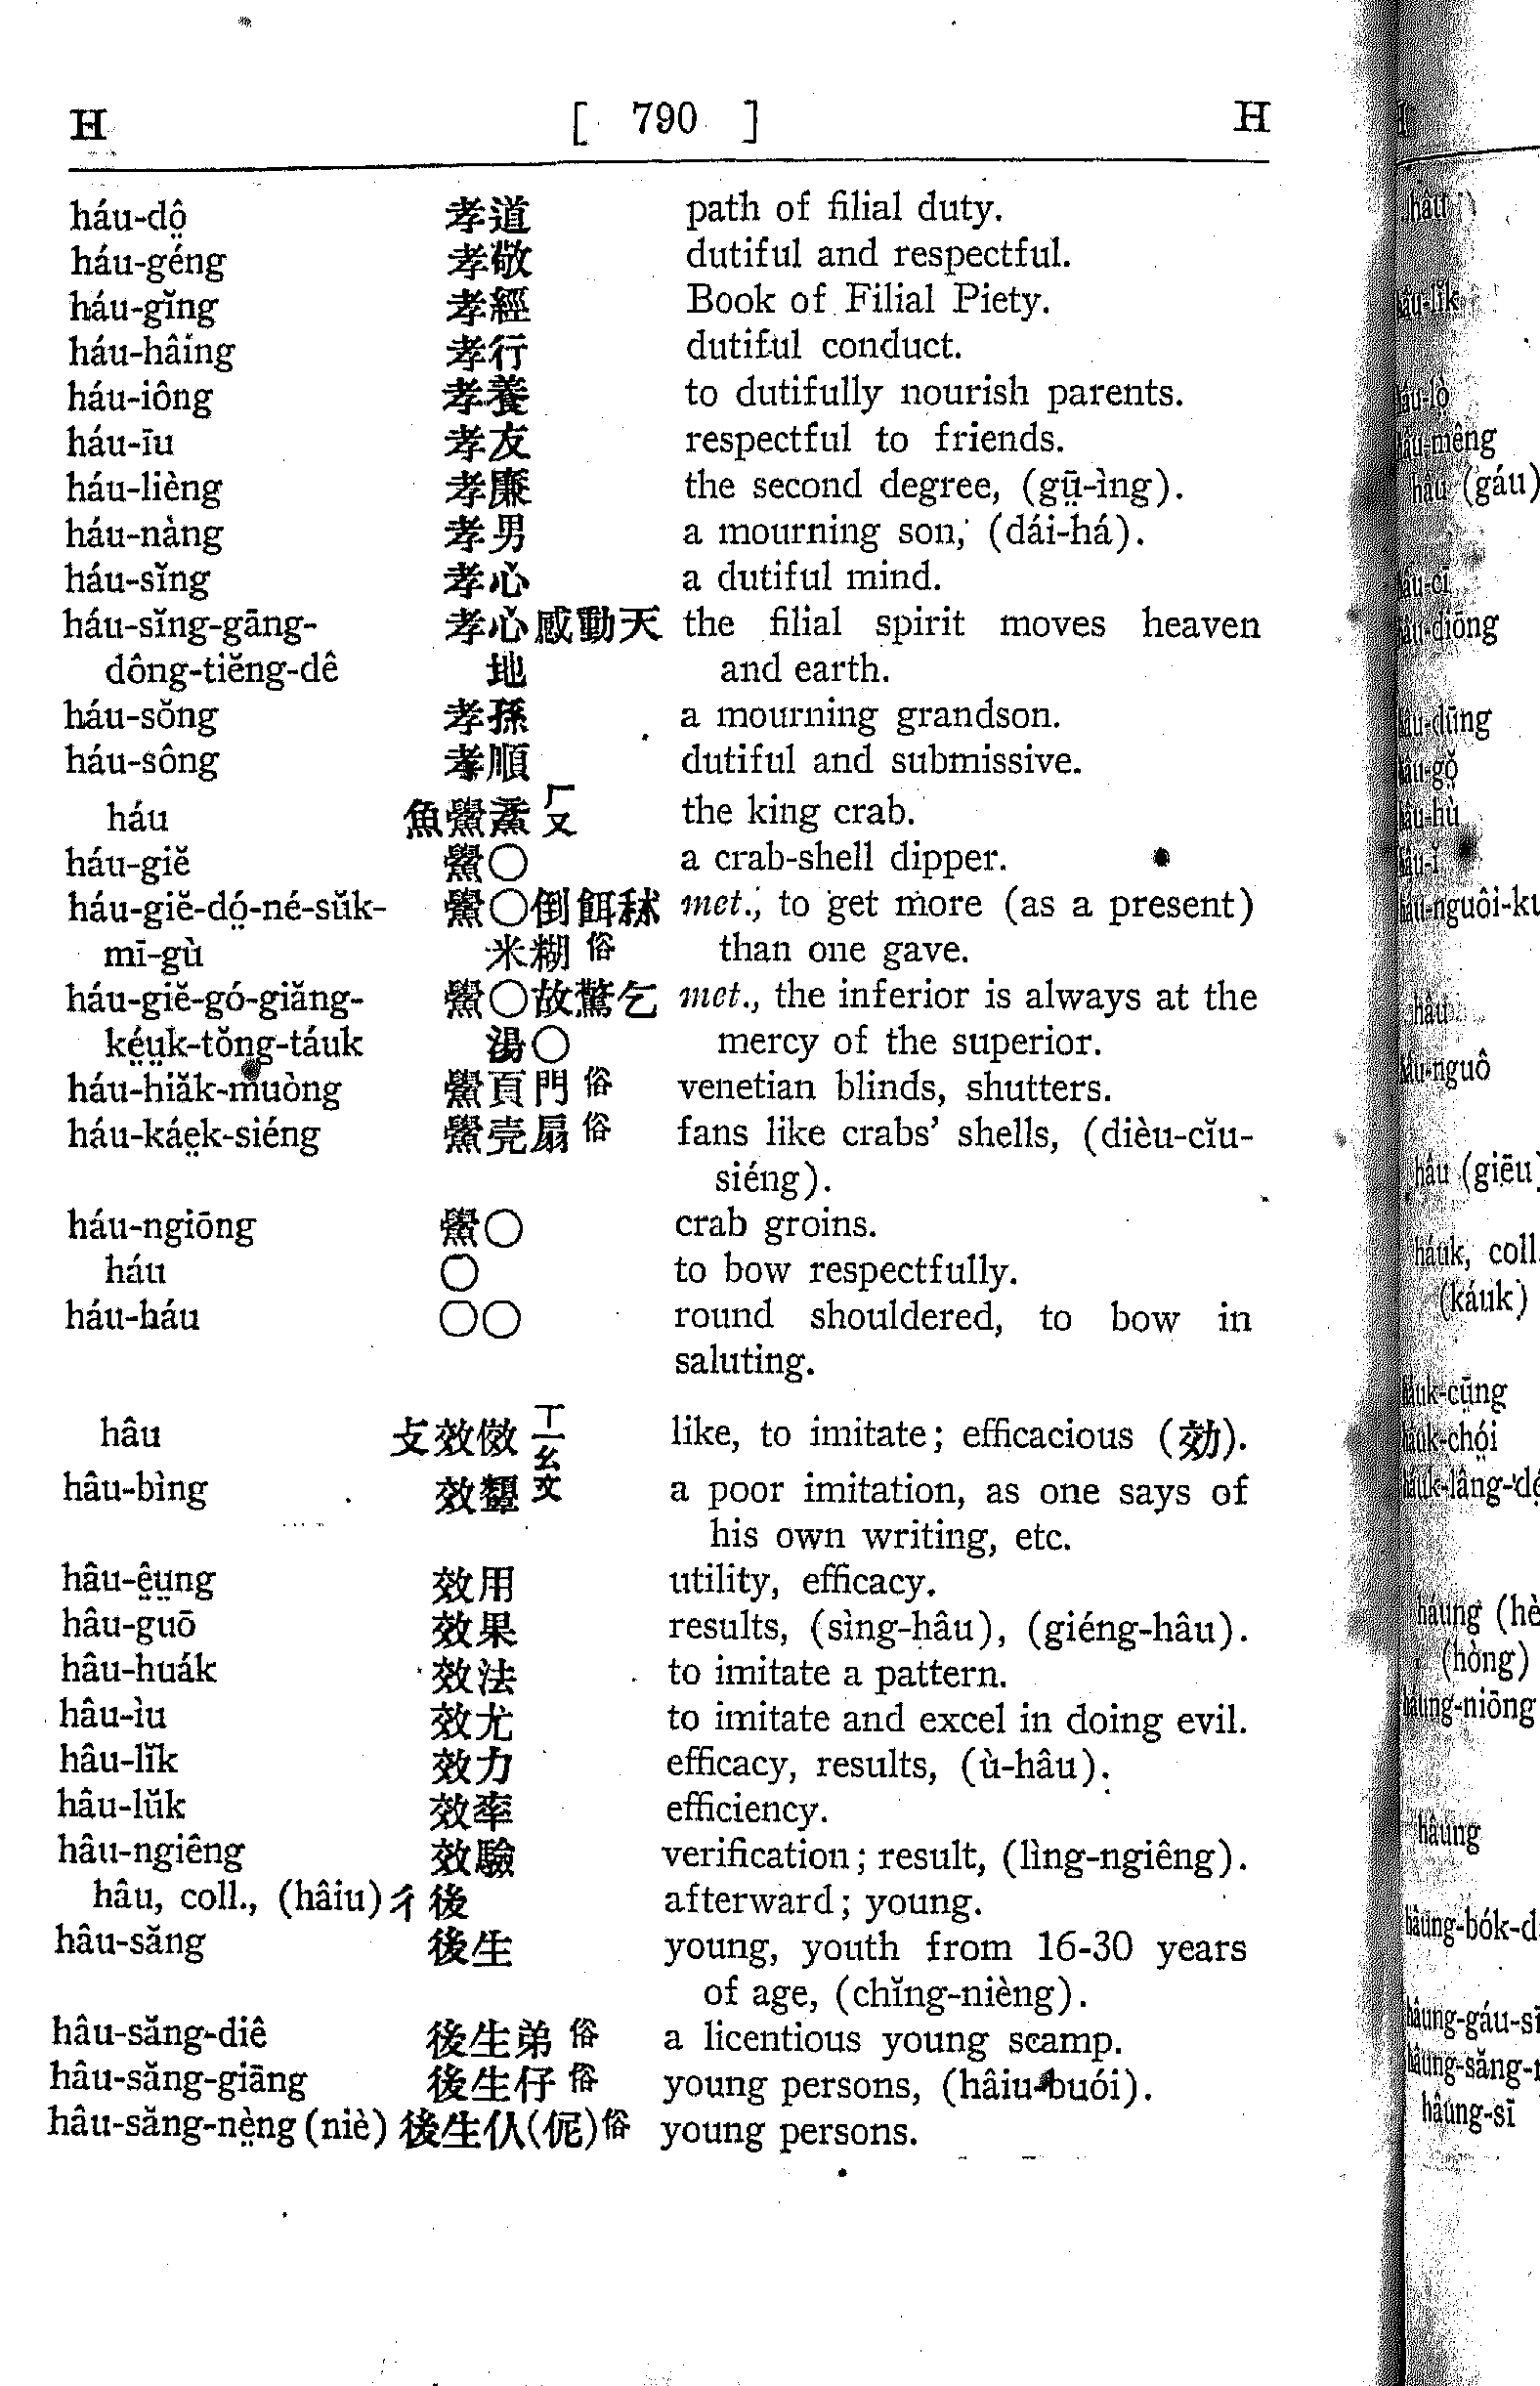 H [ 790 ] H
háu-dô̤ 孝道 path of filial duty.
háu-géng 孝敬 dutiful and respectful.
háu-gĭng 孝經 Book of Filial Piety.
háu-hâing 孝行 dutiful conduct.
háu-iông 孝養 to dutifully nourish parents.
háu-īu 孝友 respectful to friends.
háu-lièng 孝廉 the second degree, (gṳ̄-ìng).
háu-nàng 孝男 a mourning son, (dái-há).
háu-sĭng 孝心 a dutiful mind.
háu-sĭng-gāng- 孝心感動天 the filial spirit moves heaven
dông-tiĕng-dê 地 and earth.
háu-sŏng 孝孫 a mourning grandson.
háu-sông 孝順 dutiful and submissive.
háu 魚鱟 ㄏㄡ the king crab.
háu-giĕ 鱟〇 a crab-shell dipper.
háu-giĕ-dó̤-né-sŭk- 鱟〇倒餌秫 met., to get more (as a present)
mī-gù 米糊 俗 than one gave.
háu-giĕ-gó-giăng- 鱟〇故驚乞 met., the inferior is always at the
ké̤ṳk-tŏng-táuk 湯〇 mercy of the superior.
háu-hiăk-muòng 鱟頁門 俗 venetian blinds, shutters.
háu-káe̤k-siéng 鱟壳扇 俗 fans like crabs’ shells, (dièu-cĭu-
siéng).
háu-ngiōng 鱟〇 crab groins.
háu 〇 to bow respectfully.
háu-háu 〇〇 round shouldered, to bow in
saluting.
hâu 攴效傚 ㄒㄧㄠ like, to imitate; efficacious (効).
hâu-bìng 效顰 a poor imitation, as one says of
his own writing, etc.
hâu-ê̤ṳng 效用 utility, efficacy.
hâu-guō 效果 results, (sìng-hâu), (giéng-hâu).
hâu-huák 效法 to imitate a pattern.
hâu-ìu 效尤 to imitate and excel in doing evil.
hâu-lĭk 效力 efficacy, results, (ù-hâu).
hâu-lŭk 效率 efficiency.
hâu-ngiêng 效驗 verification; result, (lìng-ngiêng).
hâu, coll., (hâiu) 彳後 afterward; young.
hâu-săng 後生 young, youth from 16-30 years
of age, (chĭng-nièng).
hâu-săng-diê 後生弟 俗 a licentious young scamp.
hâu-săng-giāng 後生仔 俗 young persons, (hâiu-buói).
hâu-săng-nè̤ng (niè) 後生仈(伲)俗 young persons.